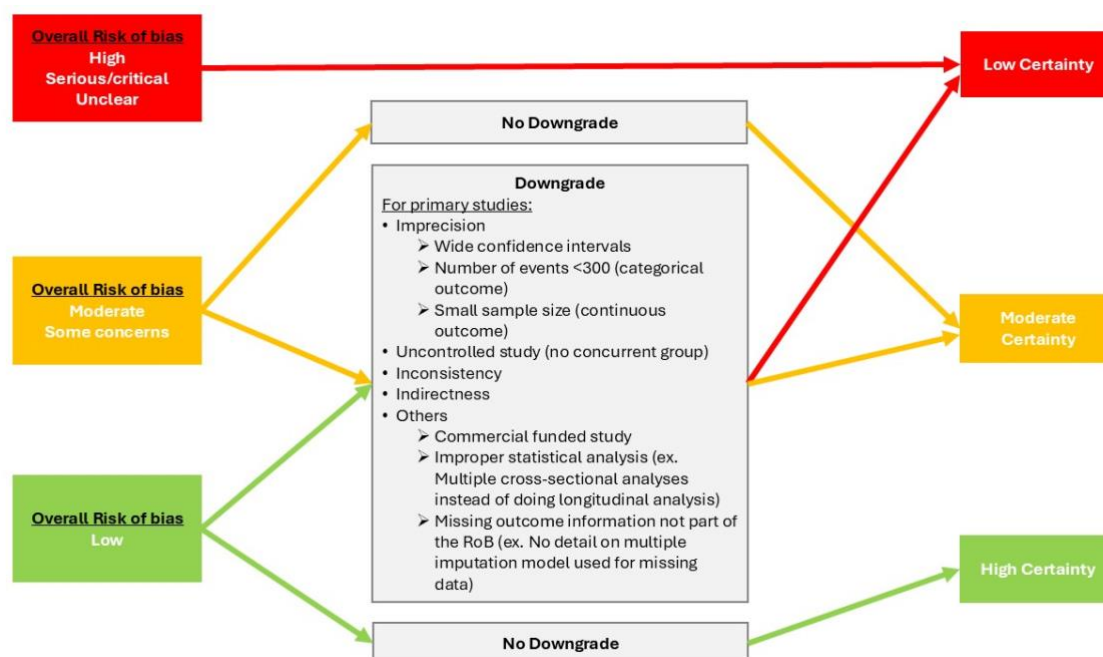 Overall Risk of bias
High
Serious/critical
Unclear
Low Certainty
No Downgrade
Downgrade
For primary studies:
• Imprecision
➤ Wide confidence intervals
➤ Number of events <300 (categorical
outcome)
➤ Small sample size (continuous
outcome)
• Uncontrolled study (no concurrent group)
• Inconsistency
• Indirectness
• Others
➤ Commercial funded study
➤ Improper statistical analysis (ex.
Multiple cross-sectional analyses
instead of doing longitudinal analysis)
➤ Missing outcome information not part of
the RoB (ex. No detail on multiple
imputation model used for missing
data)
Overall Risk of bias
Moderate
Some concerns
Moderate
Certainty
Overall Risk of bias
Low
High Certainty
No Downgrade